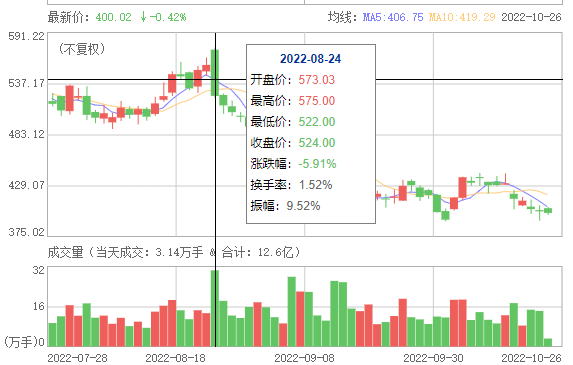 最新价: 400.02 ↓-0.42% 均线: MA5:406.75 MA10:419.29 2022-10-26
591.22
(不复权)
2022-08-24
537.17
开盘价: 573.03
最高价: 575.00
最低价: 522.00
483.12
收盘价: 524.00
涨跌幅: -5.91%
429.07
换手率: 1.52%
振幅: 9.52%
375.02
成交量 (当天成交: 3.14万手 & 合计: 12.6亿)
32
16
(万手)0
2022-07-28 2022-08-18 2022-09-08 2022-09-30 2022-10-26